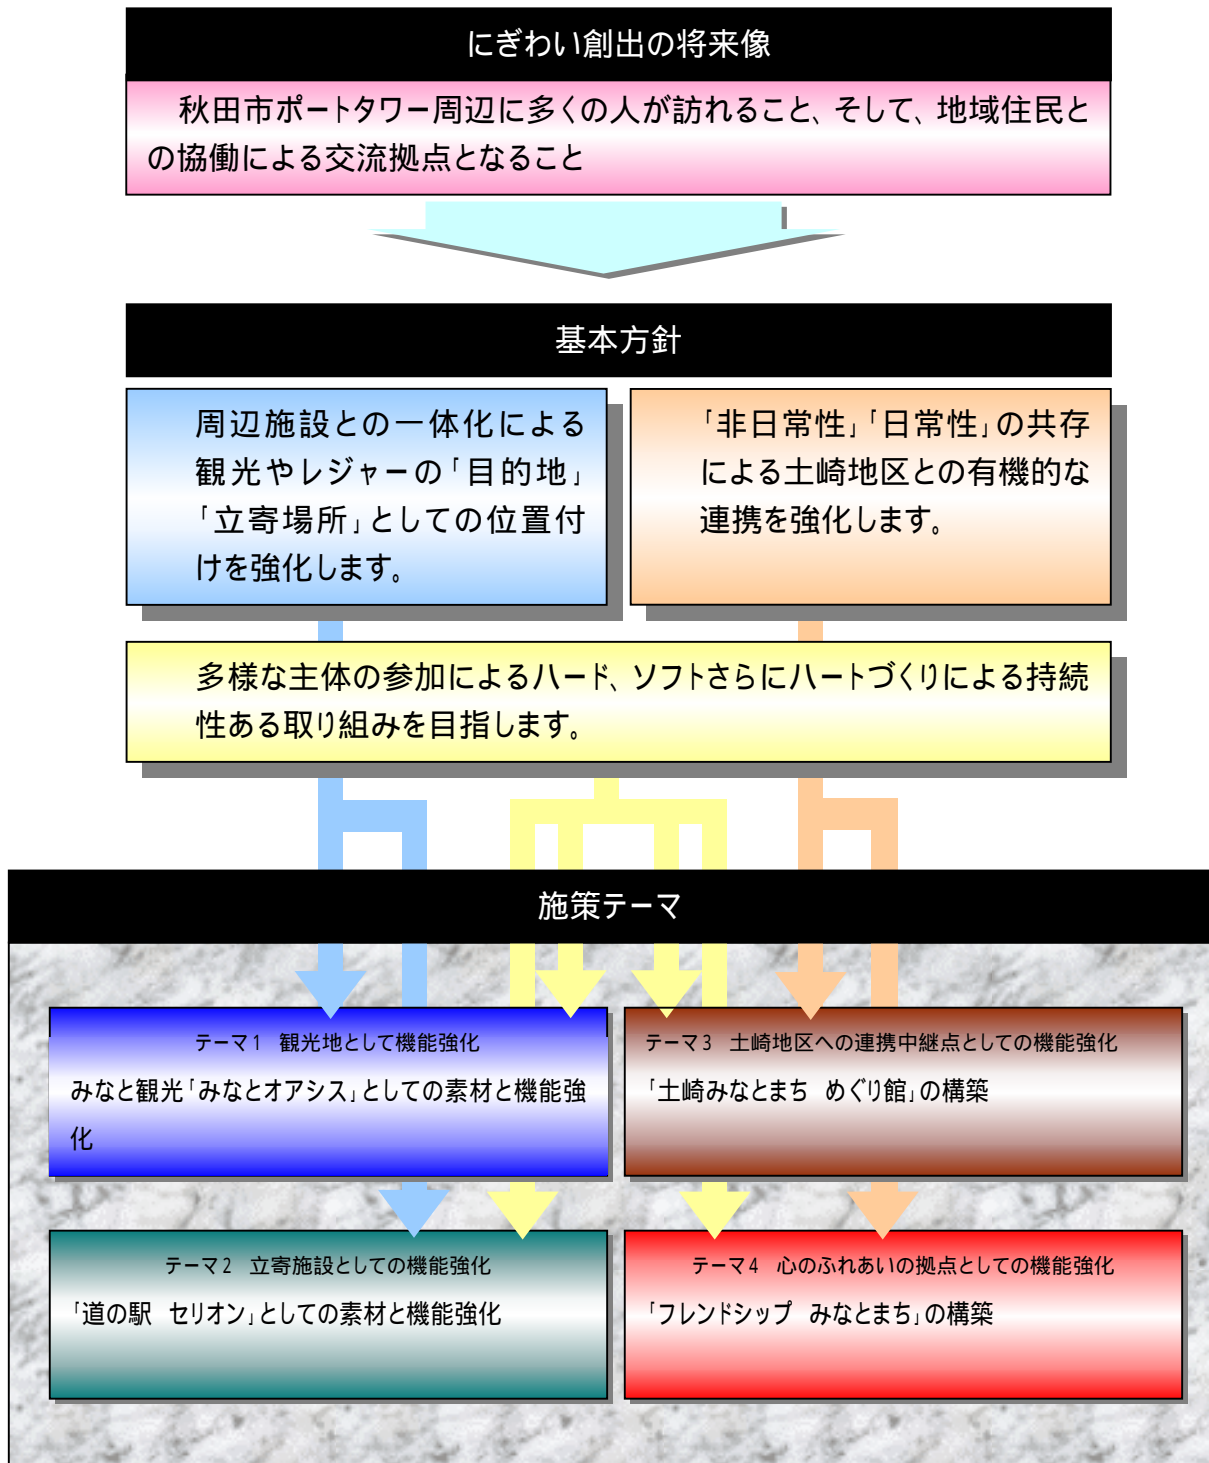 にぎわい創出の将来像
秋田市ポートタワー周辺に多くの人が訪れること、そして、地域住民と
の協働による交流拠点となること
基本方針
周辺施設との一体化による
観光やレジャーの「目的地」
「立寄場所」としての位置付
けを強化します。
「非日常性」「日常性」の共存
による土崎地区との有機的な
連携を強化します。
多様な主体の参加によるハード、ソフトさらにハートづくりによる持続
性ある取り組みを目指します。
施策テーマ
テーマ1 観光地として機能強化
みなと観光「みなとオアシス」としての素材と機能強
化
テーマ3 土崎地区への連携中継点としての機能強化
「土崎みなとまち めぐり館」の構築
テーマ2 立寄施設としての機能強化
「道の駅 セリオン」としての素材と機能強化
テーマ4 心のふれあいの拠点としての機能強化
「フレンドシップ みなとまち」の構築